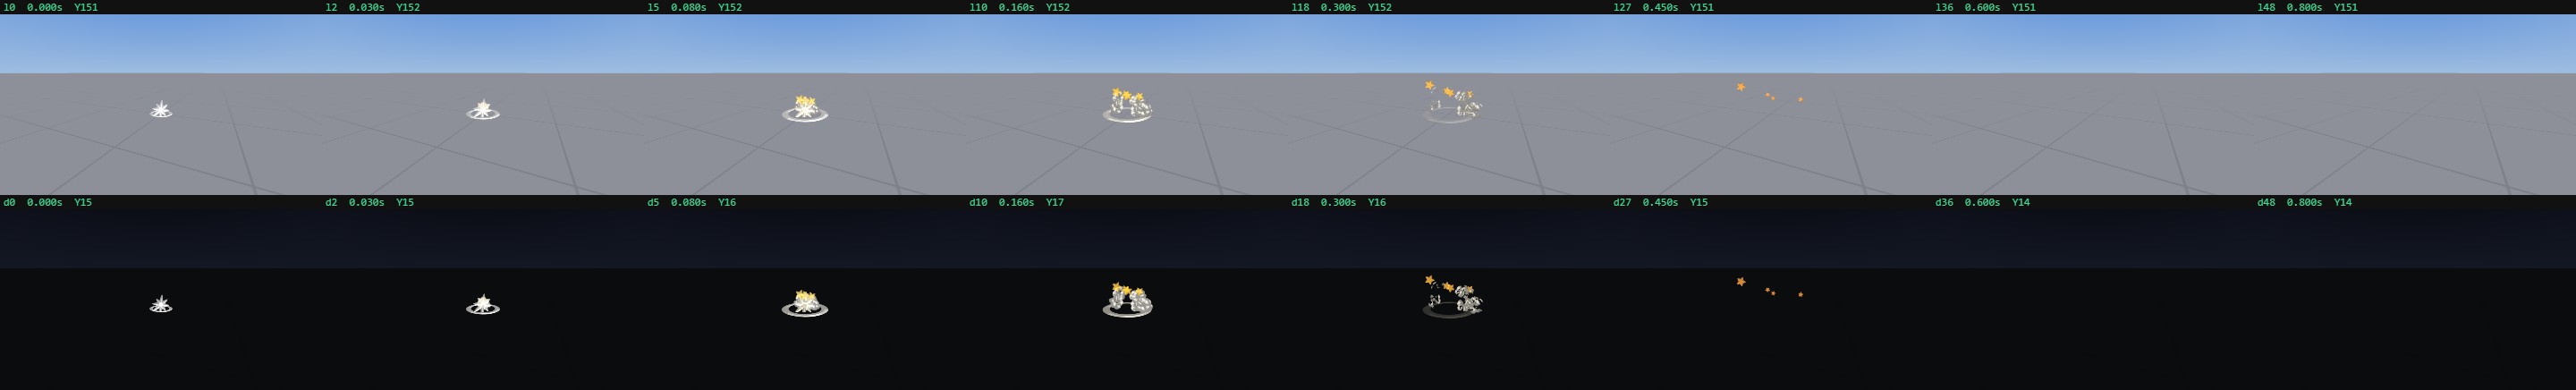 l0 0.000s Y151
l2 0.030s Y152
l5 0.080s Y152
l10 0.160s Y152
l18 0.300s Y152
l27 0.450s Y151
l36 0.600s Y151
l48 0.800s Y151
d0 0.000s Y15
d2 0.030s Y15
d5 0.080s Y16
d10 0.160s Y17
d18 0.300s Y16
d27 0.450s Y15
d36 0.600s Y14
d48 0.800s Y14